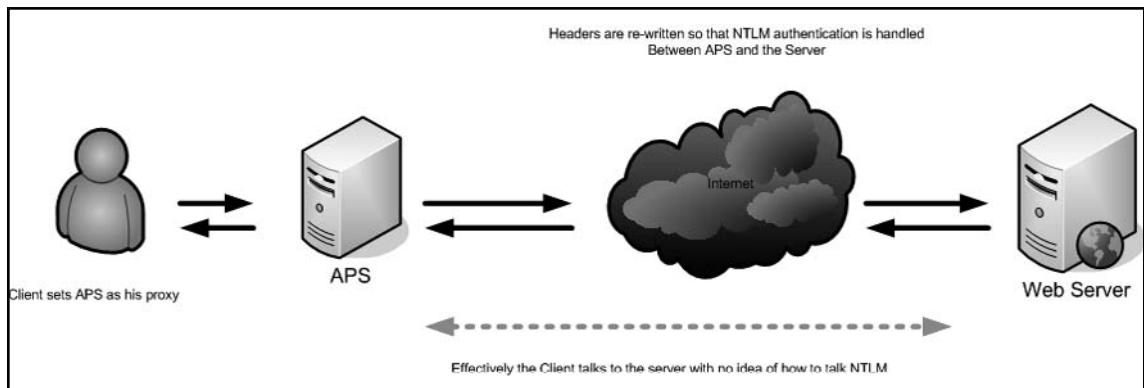 Headers are re-written so that NTLM authentication is handled
Between APS and the Server
Internet
APS
Web Server
Client sets APS as his proxy
Effectively the Client talks to the server with no idea of how to talk NTLM